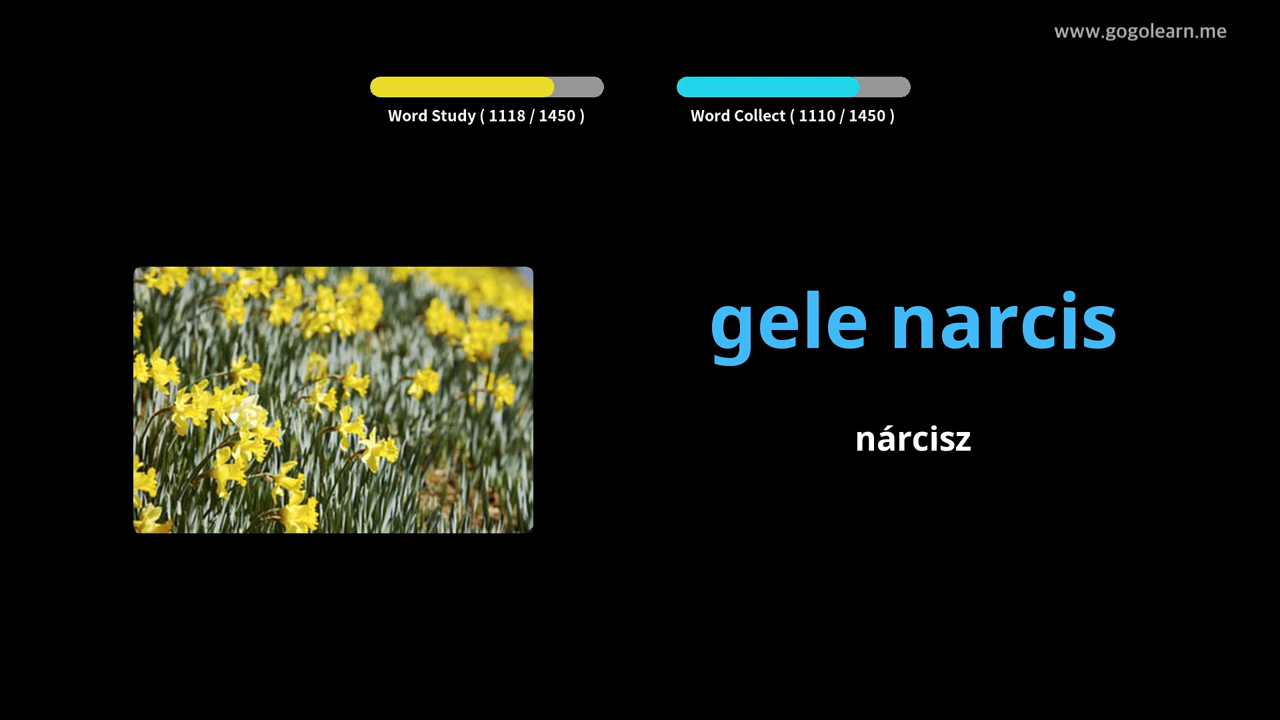 www.gogolearn.me
Word Study ( 1118 / 1450 )
Word Collect ( 1110 / 1450 )
gele narcis
nárcisz